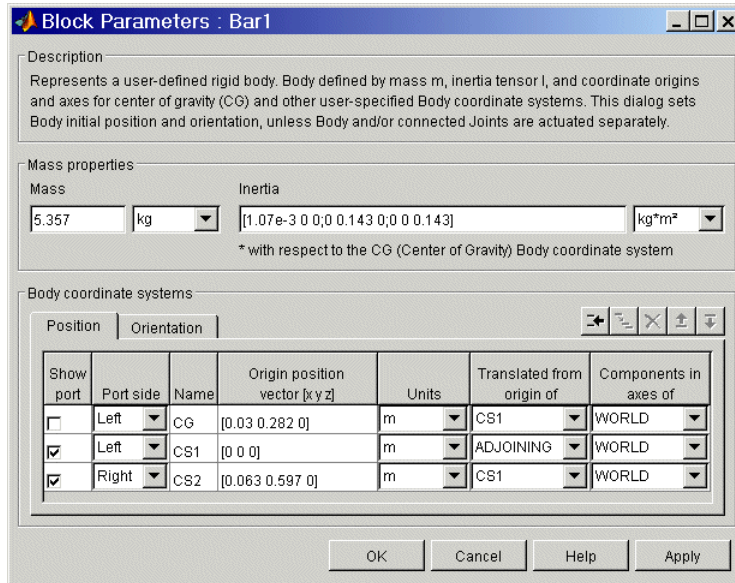 Block Parameters : Bar1
Description
Represents a user-defined rigid body. Body defined by mass m, inertia tensor I, and coordinate origins
and axes for center of gravity (CG) and other user-specified Body coordinate systems. This dialog sets
Body initial position and orientation, unless Body and/or connected Joints are actuated separately.
Mass properties
Mass Inertia
5.357 kg [1.07e-3 0 0;0 0.143 0;0 0 0.143] kg*m²
* with respect to the CG (Center of Gravity) Body coordinate system
Body coordinate systems
Position Orientation
Show port Port side Name Origin position vector [x y z] Units Translated from origin of Components in axes of
Left CG [0.03 0.282 0] m CS1 WORLD
Left CS1 [0 0 0] m ADJOINING WORLD
Right CS2 [0.063 0.597 0] m CS1 WORLD
OK Cancel Help Apply